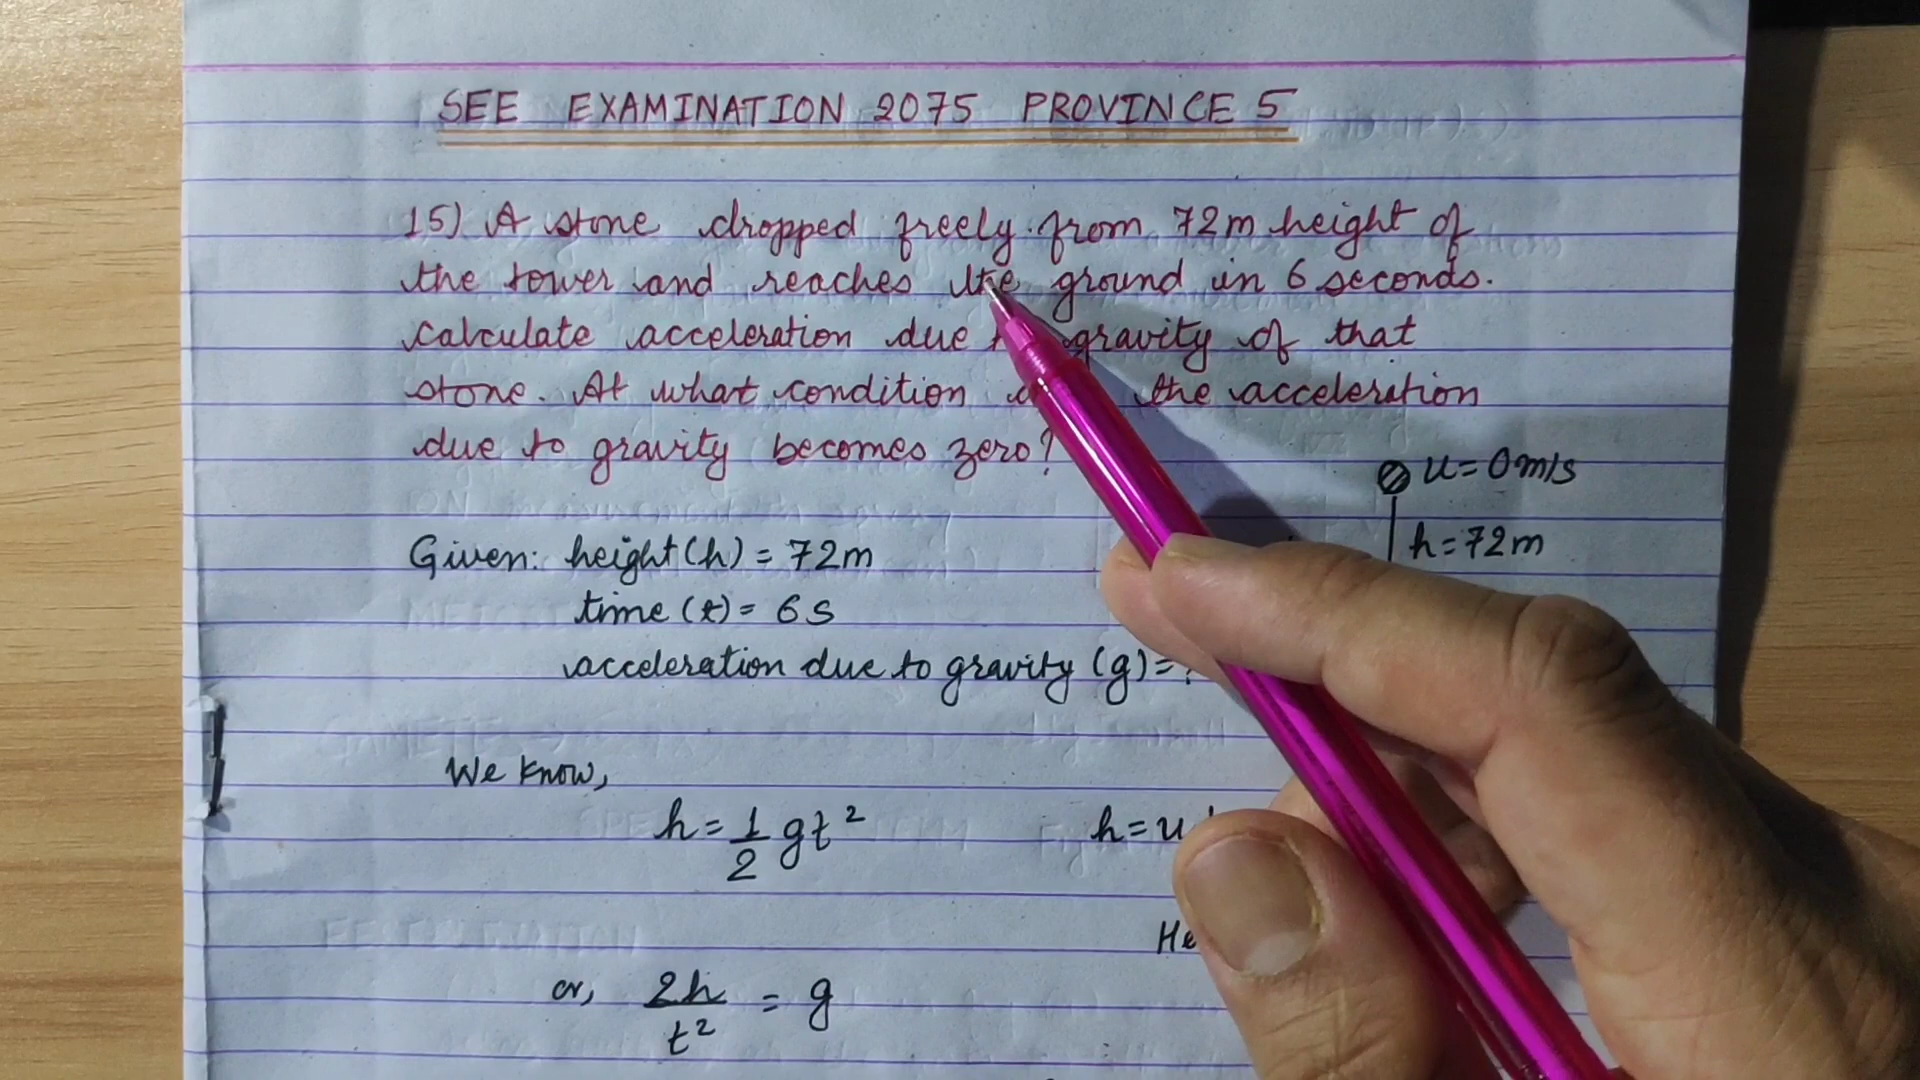 SEE EXAMINATION 2075 PROVINCE 5
15) A stone dropped freely from 72m height of
the tower and reaches the ground in 6 seconds.
Calculate acceleration due gravity of that
stone. At what condition the acceleration
due to gravity becomes zero?
u=0m/s
h=72m
Given: height(h) = 72m
time (t) = 6s
acceleration due to gravity (g)=?
We know,
h = 1/2 gt²
h = u
or, 2h/t² = g